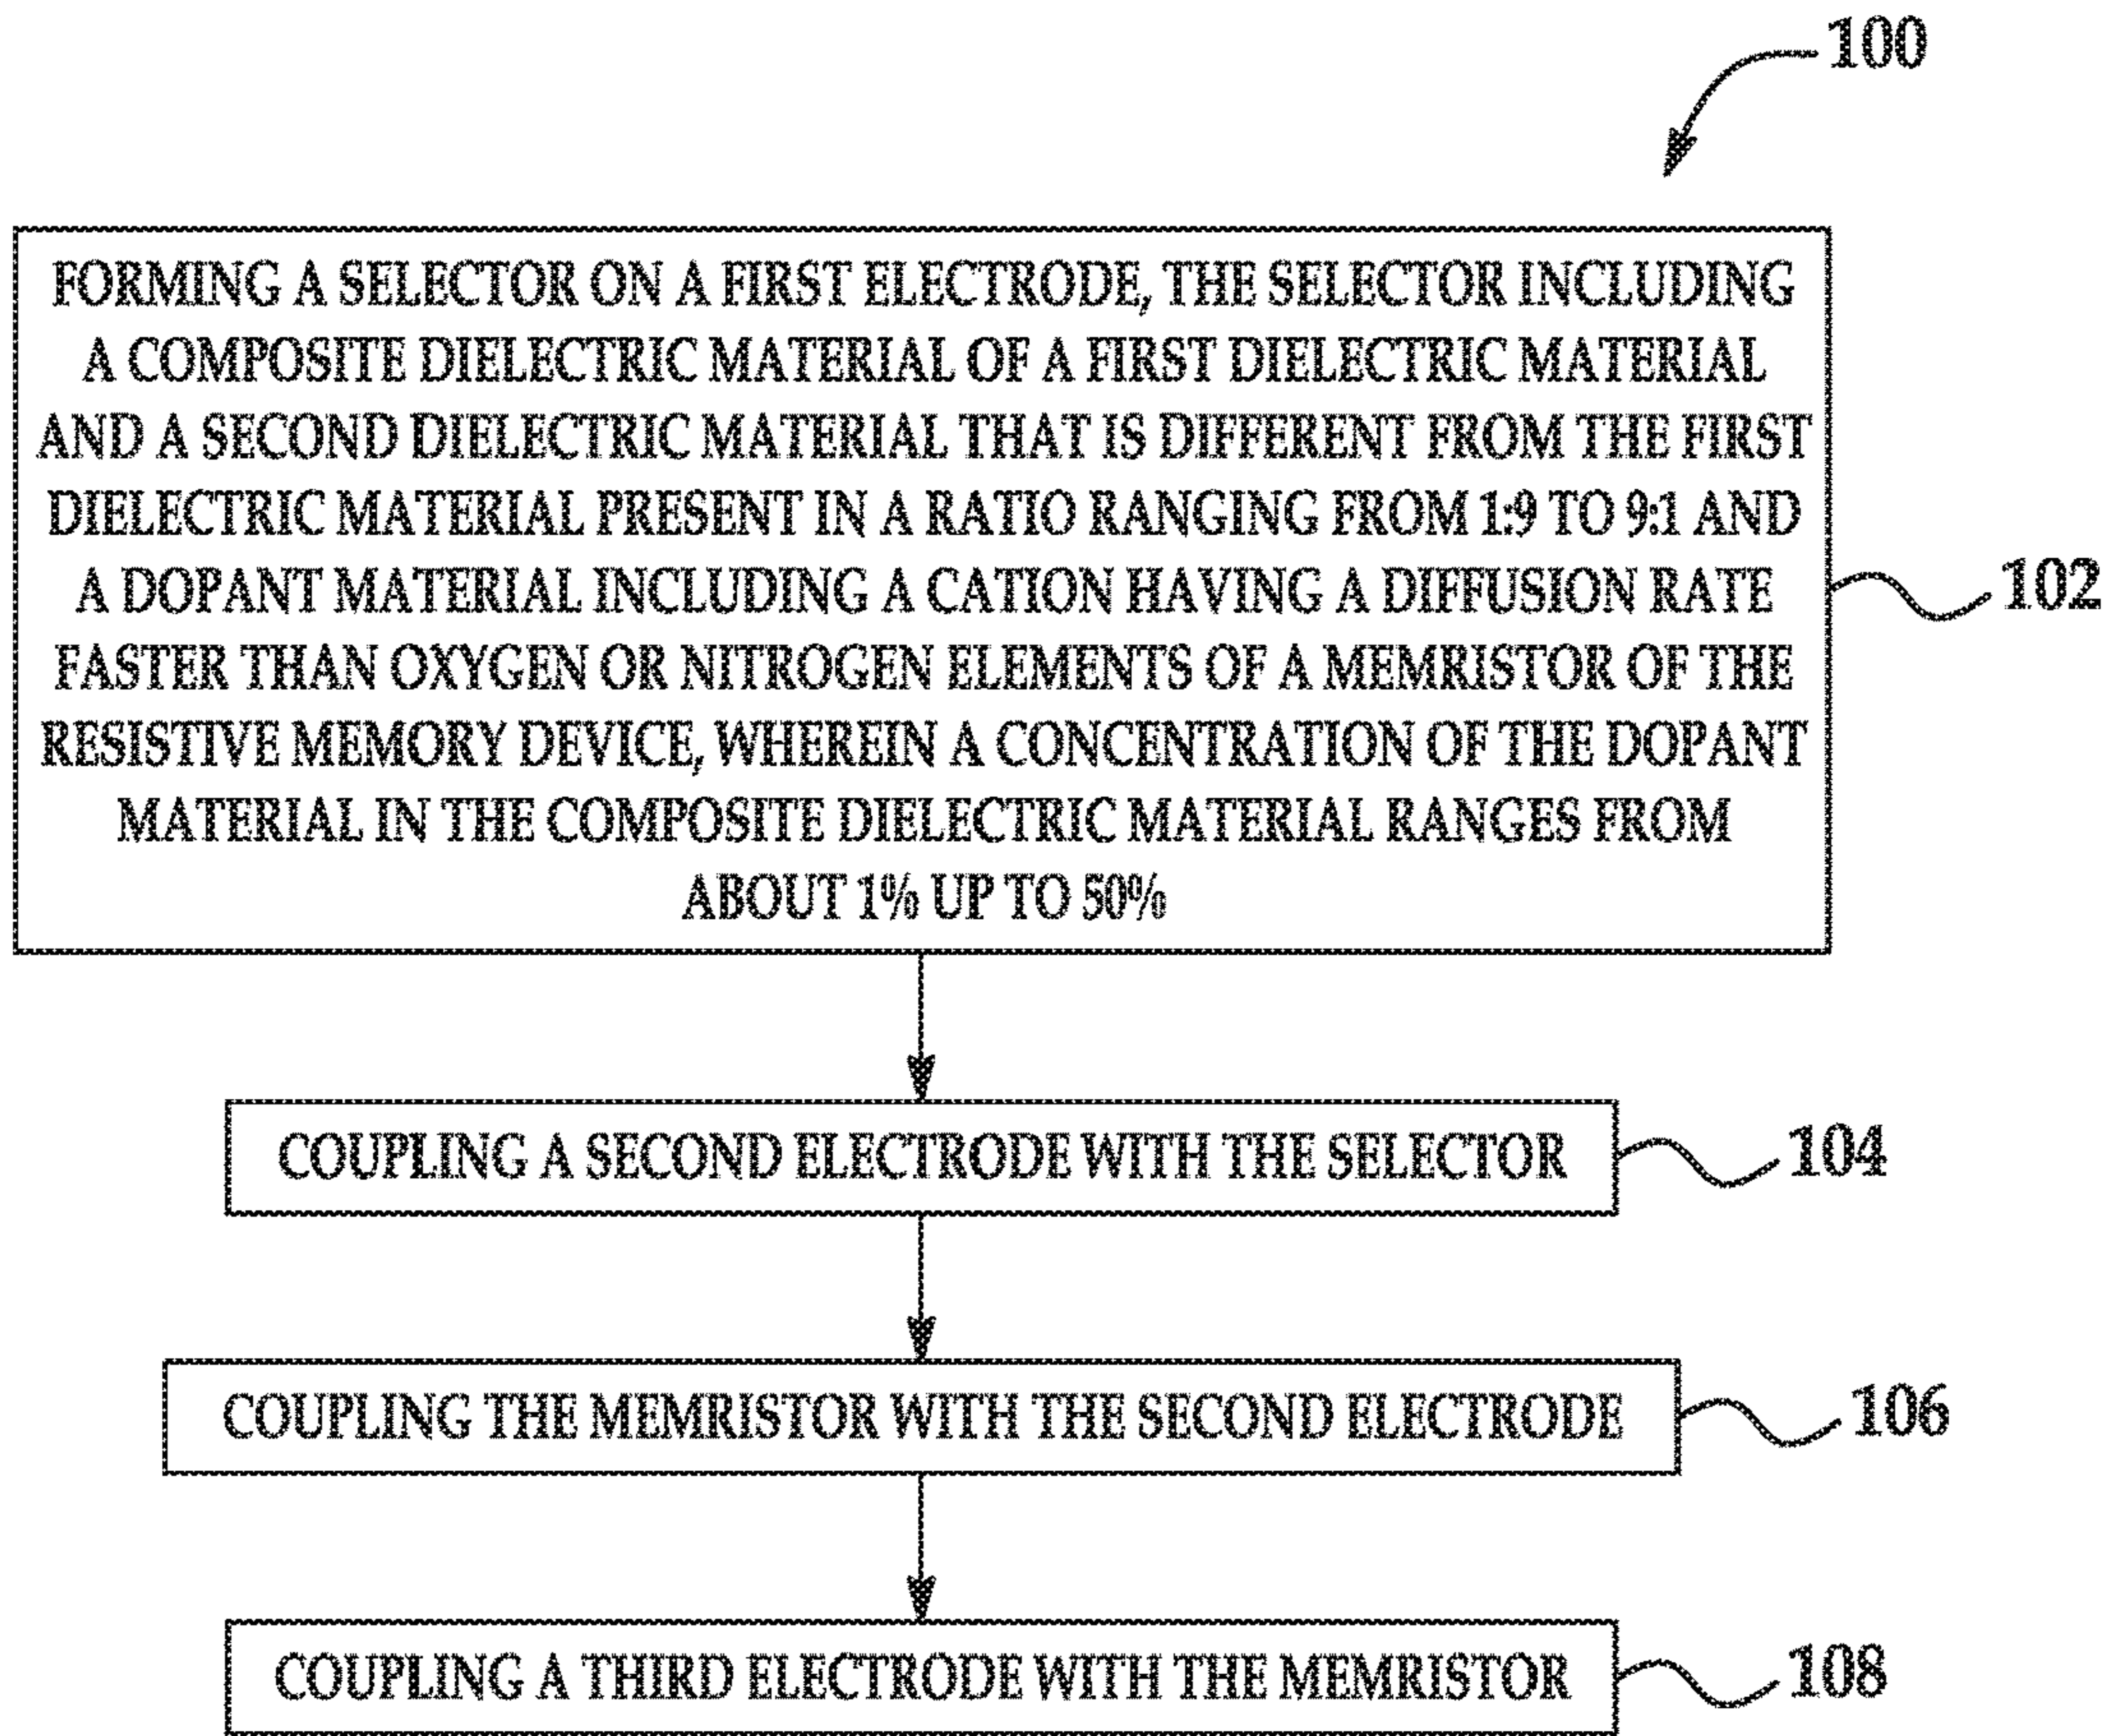 100
FORMING A SELECTOR ON A FIRST ELECTRODE, THE SELECTOR INCLUDING
A COMPOSITE DIELECTRIC MATERIAL OF A FIRST DIELECTRIC MATERIAL
AND A SECOND DIELECTRIC MATERIAL THAT IS DIFFERENT FROM THE FIRST
DIELECTRIC MATERIAL PRESENT IN A RATIO RANGING FROM 1:9 TO 9:1 AND
A DOPANT MATERIAL INCLUDING A CATION HAVING A DIFFUSION RATE
FASTER THAN OXYGEN OR NITROGEN ELEMENTS OF A MEMRISTOR OF THE
RESISTIVE MEMORY DEVICE, WHEREIN A CONCENTRATION OF THE DOPANT
MATERIAL IN THE COMPOSITE DIELECTRIC MATERIAL RANGES FROM
ABOUT 1% UP TO 50%
102
COUPLING A SECOND ELECTRODE WITH THE SELECTOR
104
COUPLING THE MEMRISTOR WITH THE SECOND ELECTRODE
106
COUPLING A THIRD ELECTRODE WITH THE MEMRISTOR
108